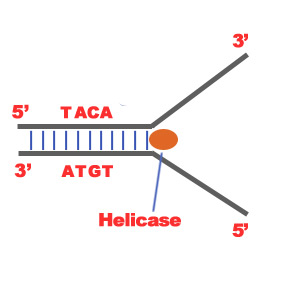 3’
5’ TACA
3’ ATGT
Helicase
5’